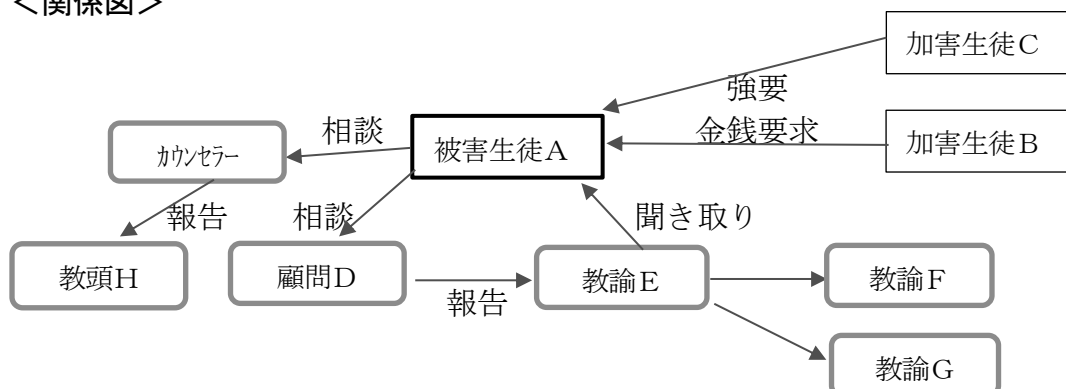 <関係図>
加害生徒C
強要
相談
金銭要求
カウンセラー
被害生徒A
加害生徒B
報告
相談
聞き取り
教頭H
顧問D
教諭E
教諭F
報告
教諭G